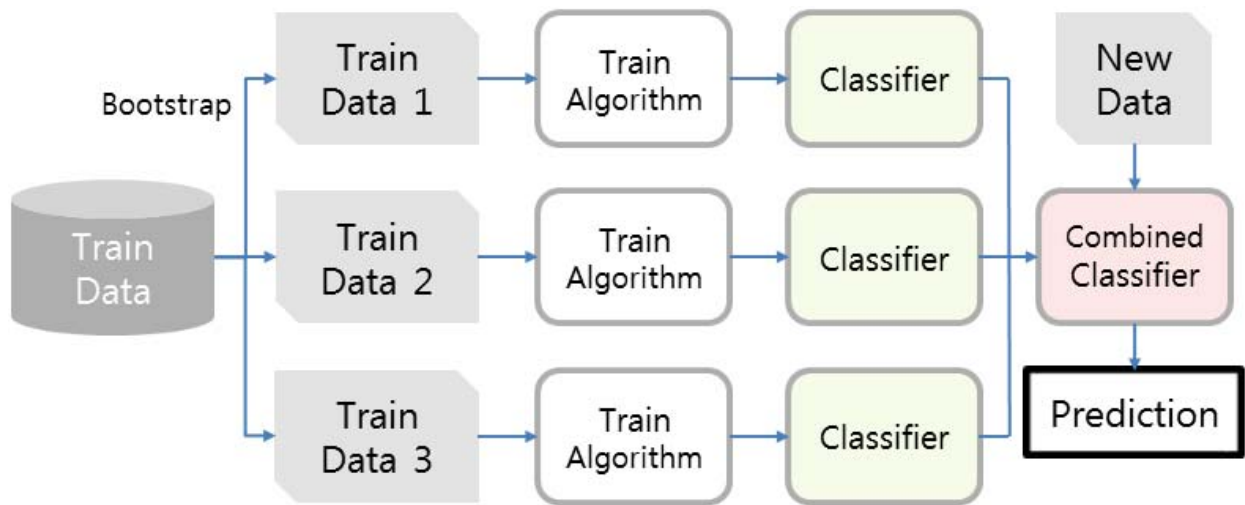 Bootstrap
Train
Data
Train
Data 1
Train
Algorithm
Classifier
Train
Data 2
Train
Algorithm
Classifier
Train
Data 3
Train
Algorithm
Classifier
New
Data
Combined
Classifier
Prediction